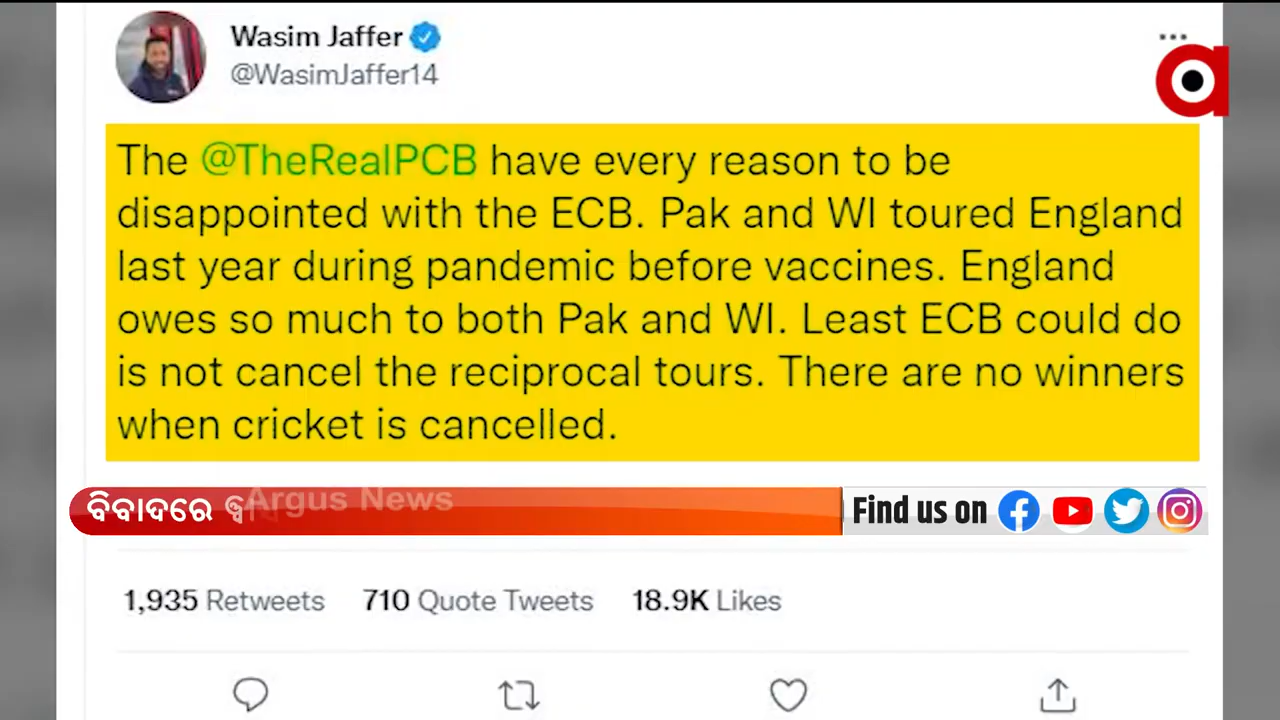 Wasim Jaffer
@WasimJaffer14
The @TheRealPCB have every reason to be
disappointed with the ECB. Pak and WI toured England
last year during pandemic before vaccines. England
owes so much to both Pak and WI. Least ECB could do
is not cancel the reciprocal tours. There are no winners
when cricket is cancelled.
ବିବାଦରେ
Argus News
Find us on
1,935 Retweets 710 Quote Tweets 18.9K Likes